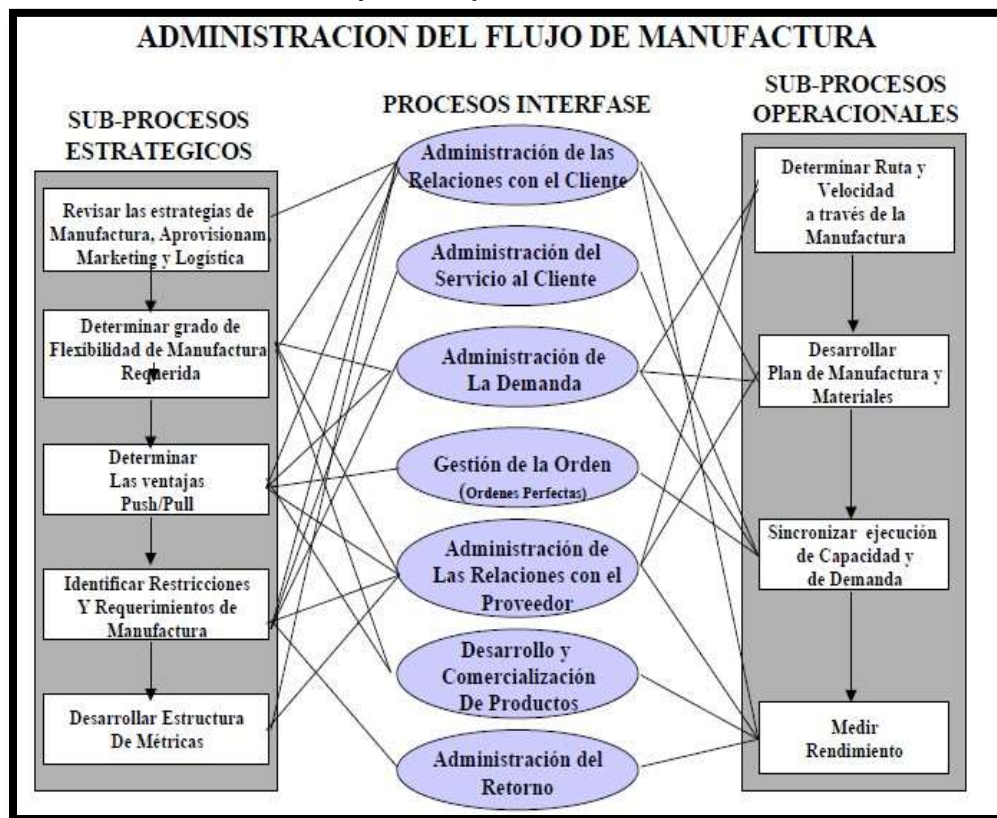 ADMINISTRACION DEL FLUJO DE MANUFACTURA
SUB-PROCESOS
ESTRATEGICOS
Revisar las estrategias de
Manufactura, Aprovisionam,
Marketing y Logística
Determinar grado de
Flexibilidad de Manufactura
Requerida
Determinar
Las ventajas
Push/Pull
Identificar Restricciones
Y Requerimientos de
Manufactura
Desarrollar Estructura
De Métricas
PROCESOS INTERFASE
Administración de las
Relaciones con el Cliente
Administración del
Servicio al Cliente
Administración de
La Demanda
Gestión de la Orden
(Ordenes Perfectas)
Administración de
Las Relaciones con el
Proveedor
Desarrollo y
Comercialización
De Productos
Administración del
Retorno
SUB-PROCESOS
OPERACIONALES
Determinar Ruta y
Velocidad
a través de la
Manufactura
Desarrollar
Plan de Manufactura y
Materiales
Sincronizar ejecución
de Capacidad y
de Demanda
Medir
Rendimiento